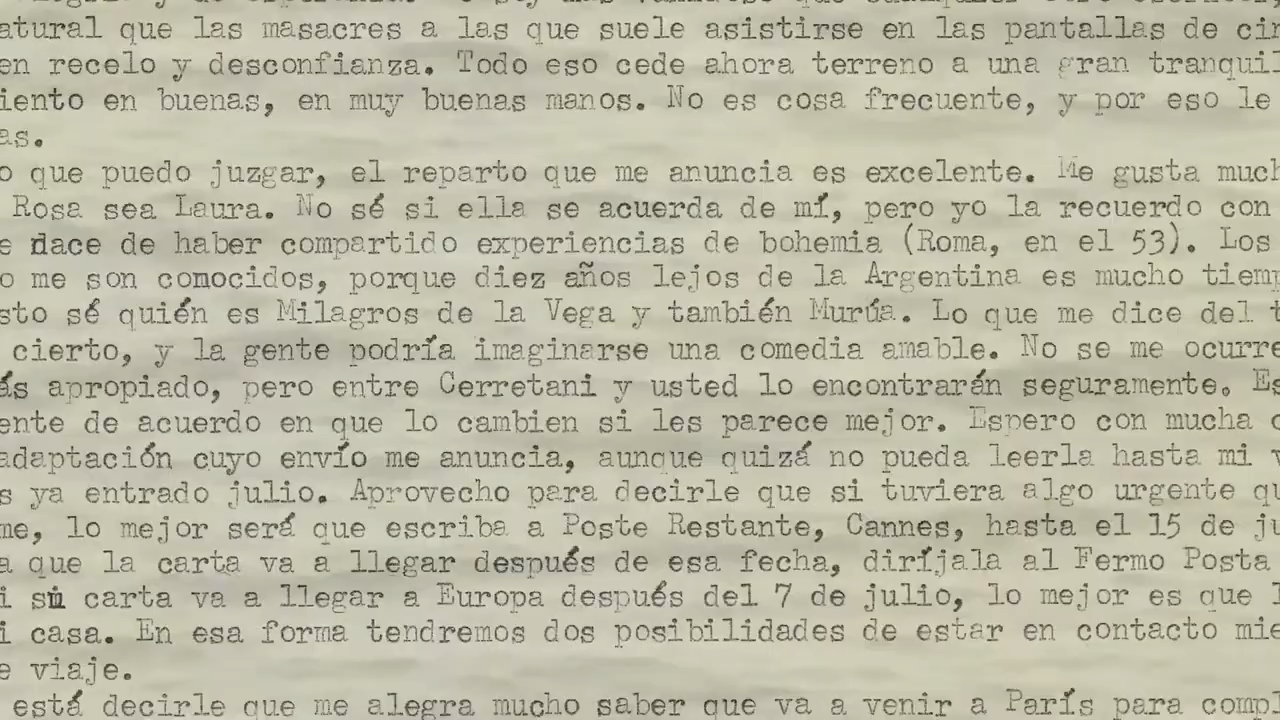 atural que las masacres a las que suele asistirse en las pantallas de cin
en recelo y desconfianza. Todo eso cede ahora terreno a una gran tranquil
iento en buenas, en muy buenas manos. No es cosa frecuente, y por eso le
as.
o que puedo juzgar, el reparto que me anuncia es excelente. Me gusta much
Rosa sea Laura. No sé si ella se acuerda de mí, pero yo la recuerdo con
e nace de haber compartido experiencias de bohemia (Roma, en el 53). Los
o me son conocidos, porque diez años lejos de la Argentina es mucho tiemp
sto sé quién es Milagros de la Vega y también Murúa. Lo que me dice del t
cierto, y la gente podría imaginarse una comedia amable. No se me ocurre
ás apropiado, pero entre Cerretani y usted lo encontrarán seguramente. Es
ente de acuerdo en que lo cambien si les parece mejor. Espero con mucha c
adaptación cuyo envío me anuncia, aunque quizá no pueda leerla hasta mi v
s ya entrado julio. Aprovecho para decirle que si tuviera algo urgente qu
me, lo mejor será que escriba a Poste Restante, Cannes, hasta el 15 de ju
a que la carta va a llegar después de esa fecha, diríjala al Fermo Posta
i su carta va a llegar a Europa después del 7 de julio, lo mejor es que l
i casa. En esa forma tendremos dos posibilidades de estar en contacto mie
e viaje.
está decirle que me alegra mucho saber que va a venir a París para compl